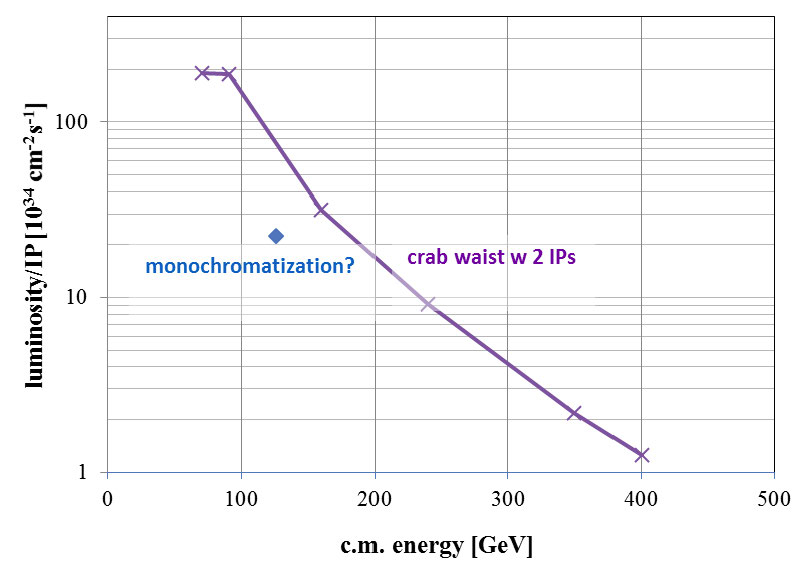 luminosity/IP [10³⁴ cm⁻²s⁻¹]
100
10
1
monochromatization?
crab waist w 2 IPs
0 100 200 300 400 500
c.m. energy [GeV]